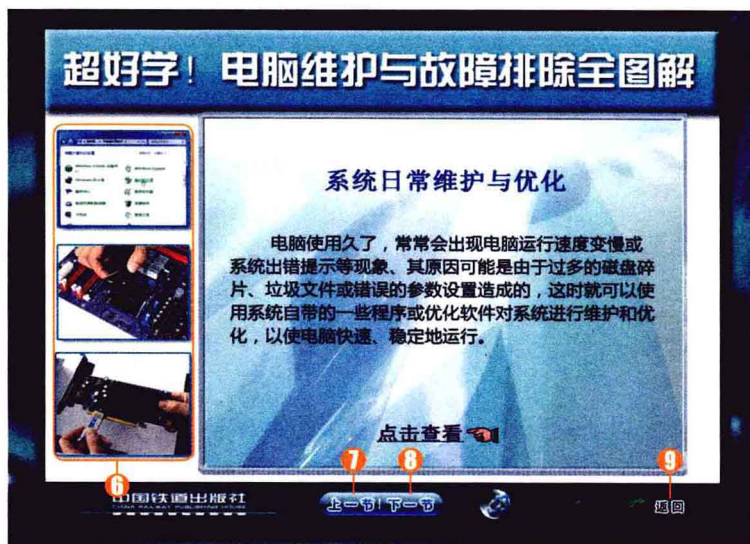 超好学！电脑维护与故障排除全图解
系统日常维护与优化
电脑使用久了，常常会出现电脑运行速度变慢或
系统出错提示等现象、其原因可能是由于过多的磁盘碎
片、垃圾文件或错误的参数设置造成的，这时就可以使
用系统自带的一些程序或优化软件对系统进行维护和优
化，以使电脑快速、稳定地运行。
点击查看
6
7
8
9
中国铁道出版社
CHINA RAILWAY PUBLISHING HOUSE
上一节 下一节
返回